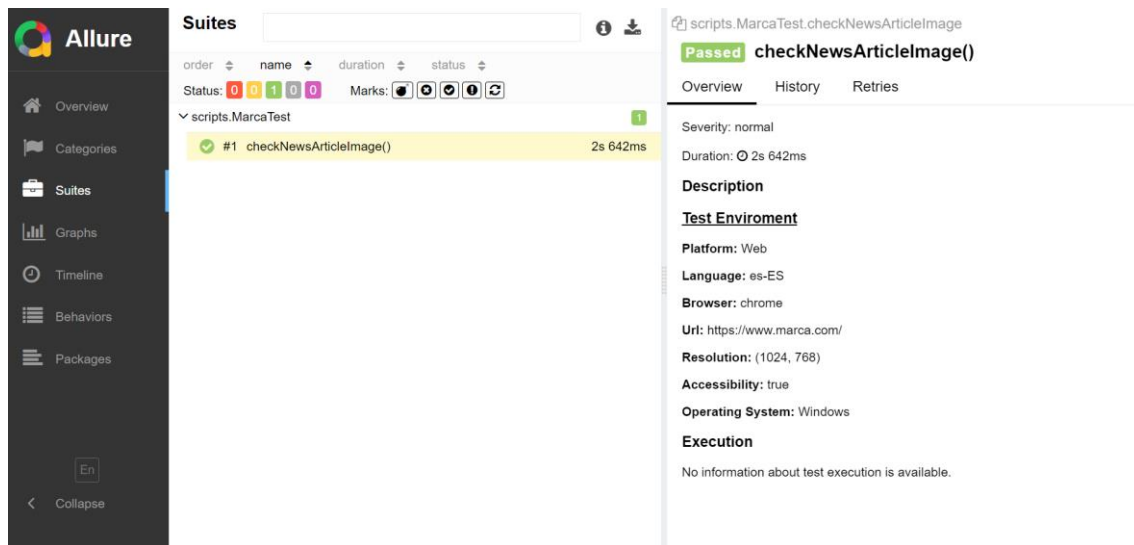 Allure
Overview
Categories
Suites
Graphs
Timeline
Behaviors
Packages
En
Collapse
Suites
order name duration status
Status: 0 0 1 0 0 Marks:
scripts.MarcaTest 1
#1 checkNewsArticleImage() 2s 642ms
scripts.MarcaTest.checkNewsArticleImage
Passed checkNewsArticleImage()
Overview History Retries
Severity: normal
Duration: 2s 642ms
Description
Test Enviroment
Platform: Web
Language: es-ES
Browser: chrome
Url: https://www.marca.com/
Resolution: (1024, 768)
Accessibility: true
Operating System: Windows
Execution
No information about test execution is available.